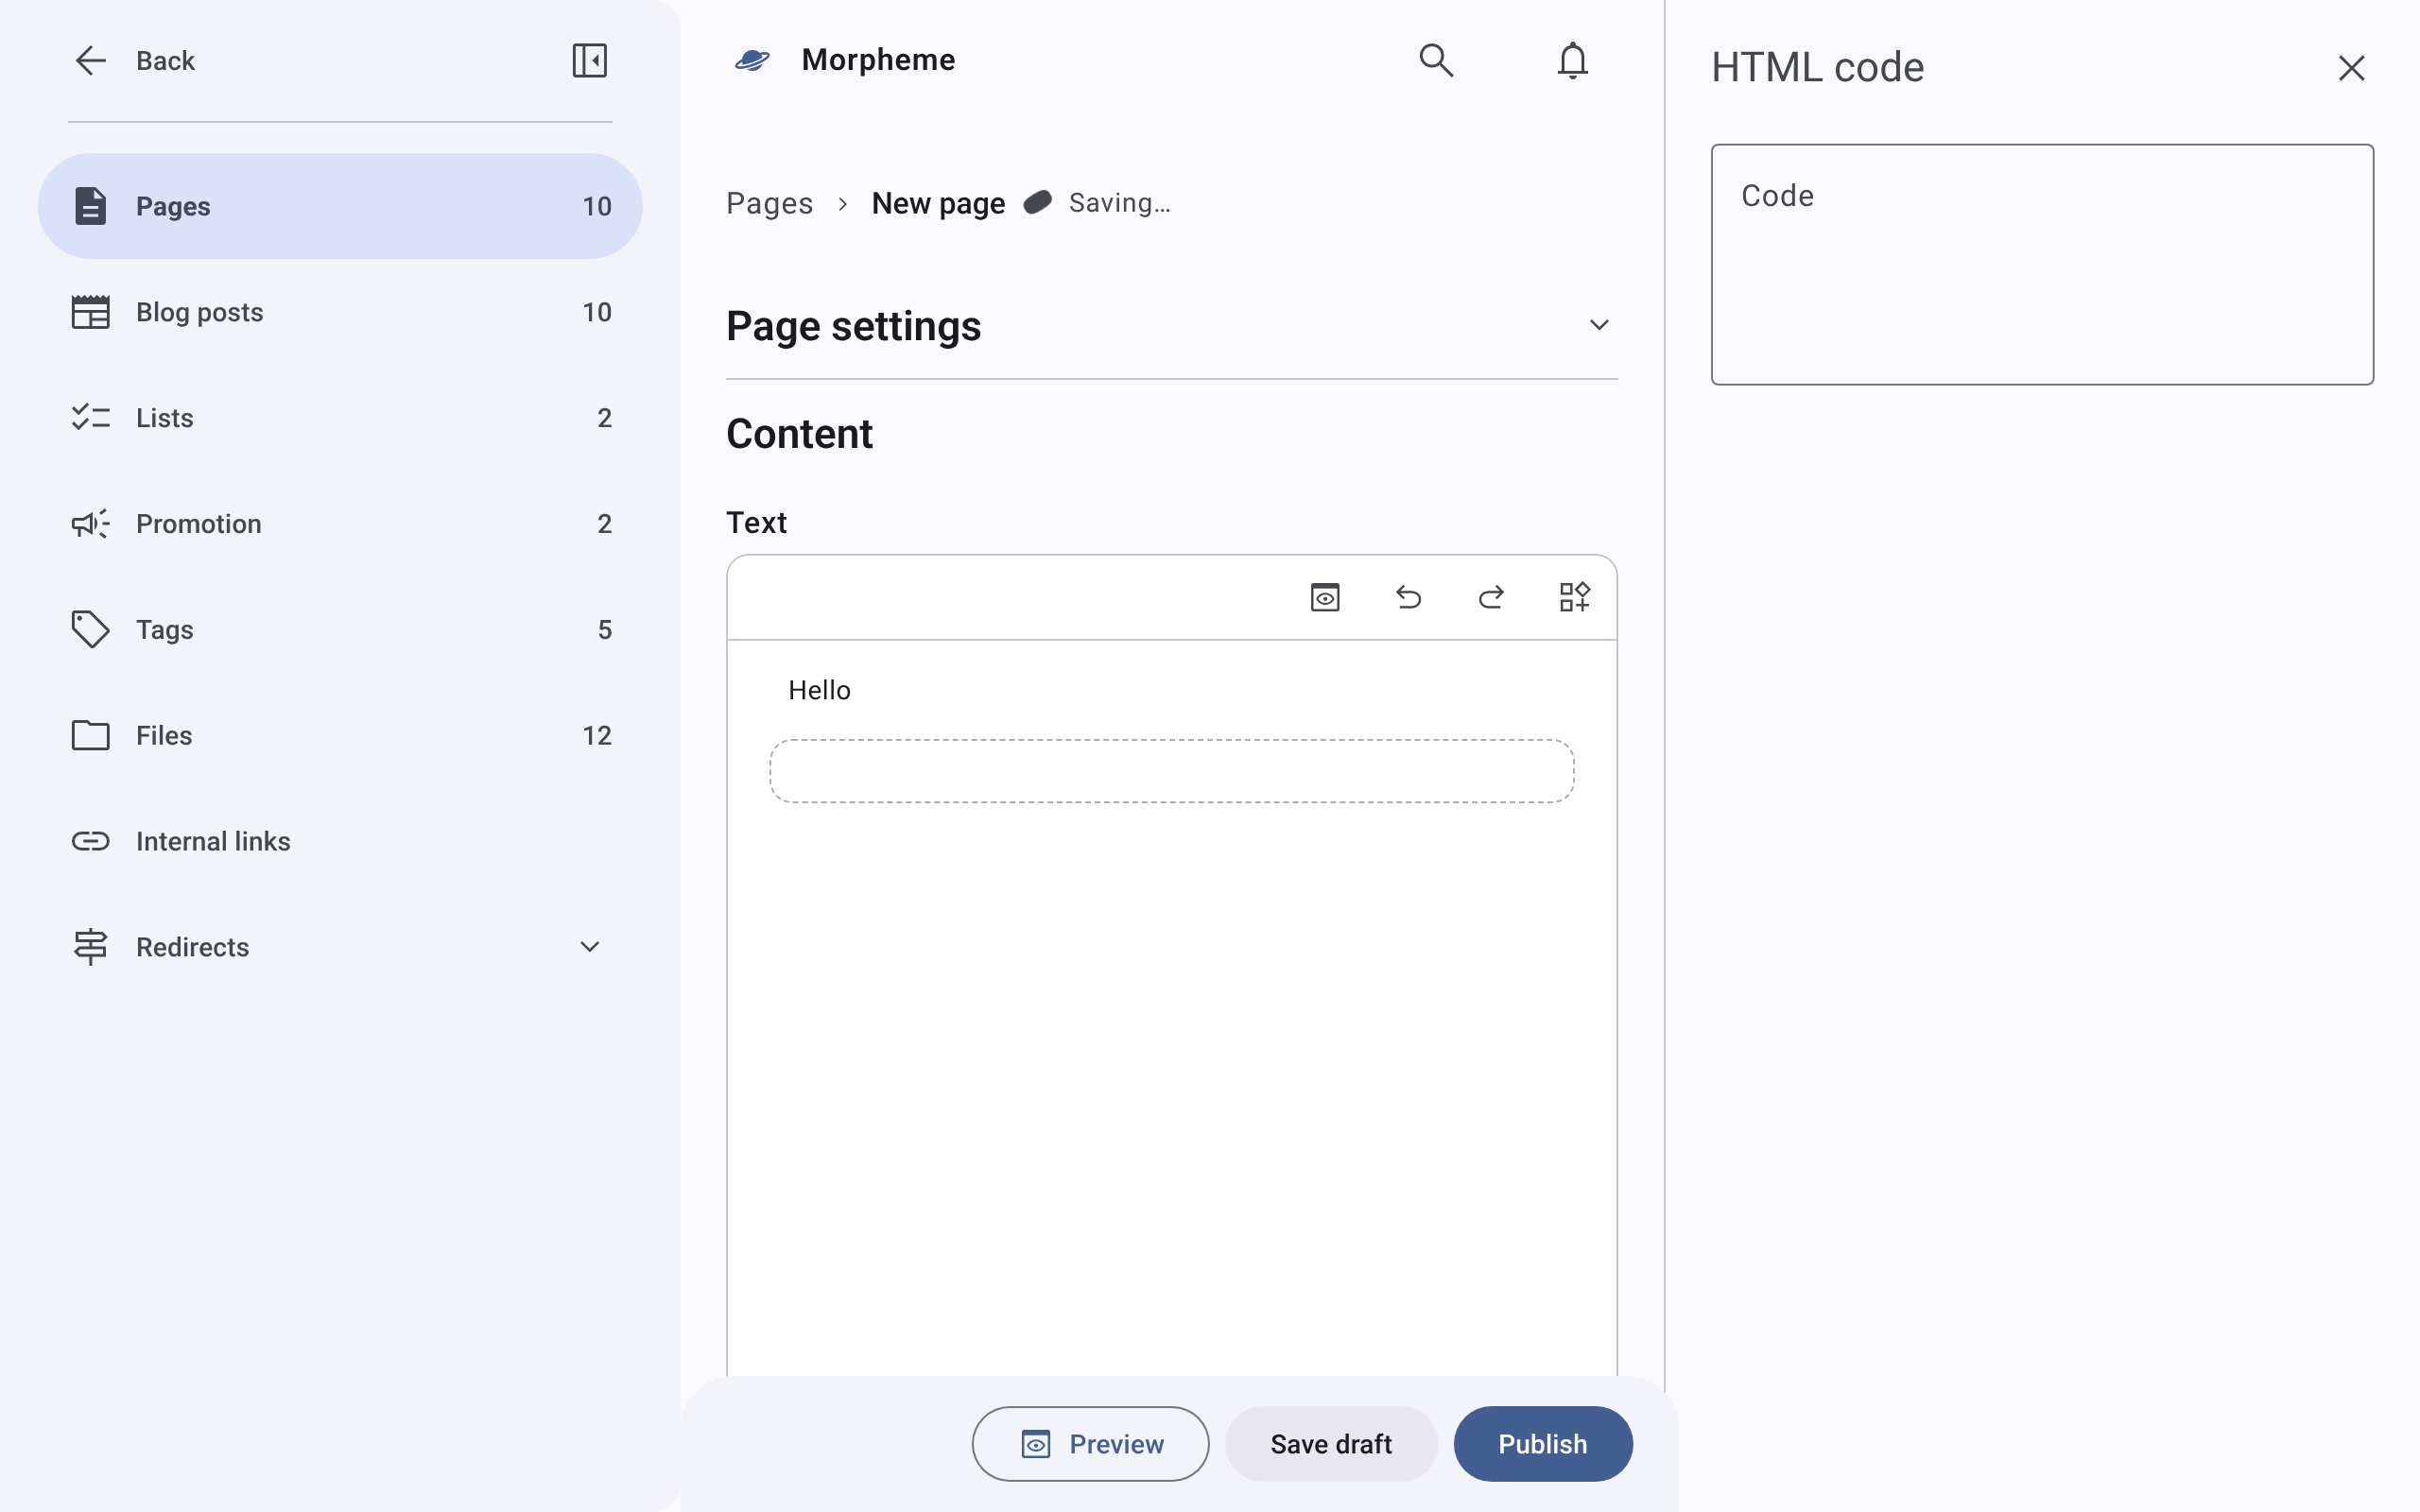 Back
Pages 10
Blog posts 10
Lists 2
Promotion 2
Tags 5
Files 12
Internal links
Redirects
Morpheme
Pages > New page Saving...
Page settings
Content
Text
Hello
Preview
Save draft
Publish
HTML code
Code